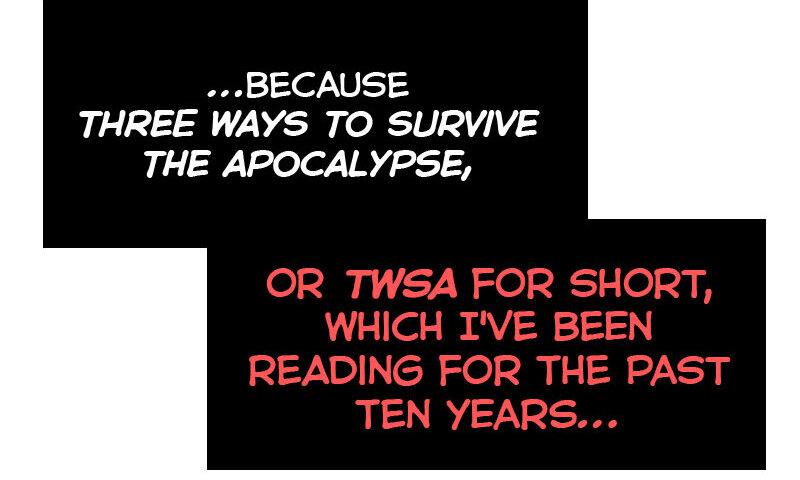 ...BECAUSE
THREE WAYS TO SURVIVE
THE APOCALYPSE,
OR TWSA FOR SHORT,
WHICH I'VE BEEN
READING FOR THE PAST
TEN YEARS...